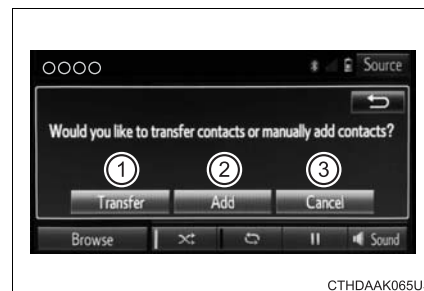 OOOO
Source
Would you like to transfer contacts or manually add contacts?
1 2 3
Transfer Add Cancel
Browse Sound
CTHDAAK065U